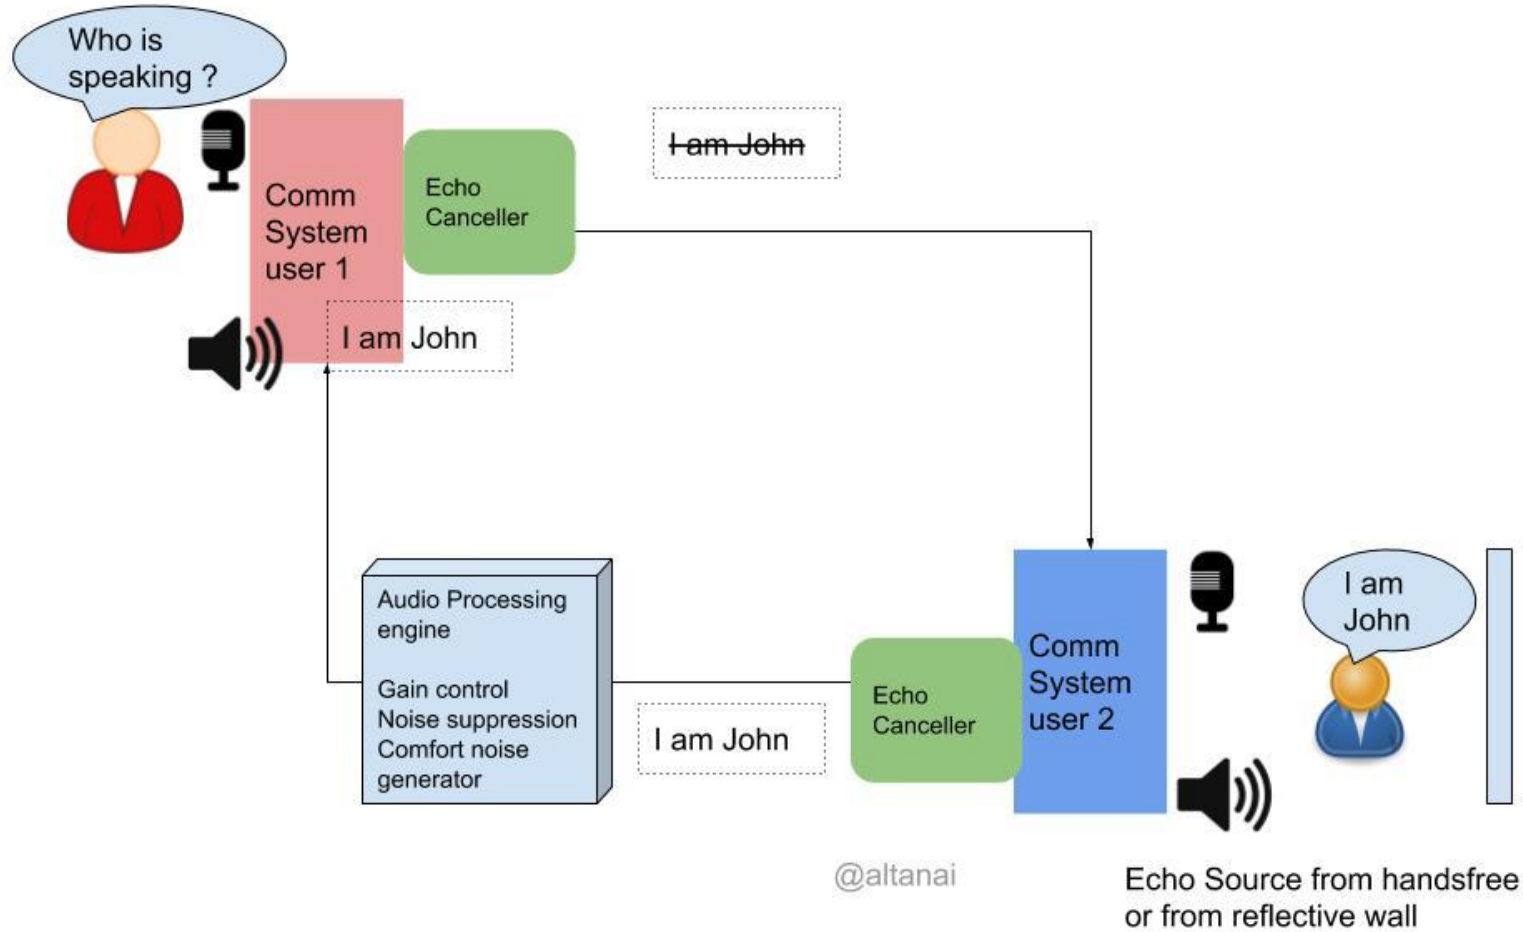 Who is
speaking ?
I am John
Echo
Canceller
Comm
System
user 1
I am John
Audio Processing
engine
Gain control
Noise suppression
Comfort noise
generator
I am John
Echo
Canceller
Comm
System
user 2
I am
John
@altanai
Echo Source from handsfree
or from reflective wall